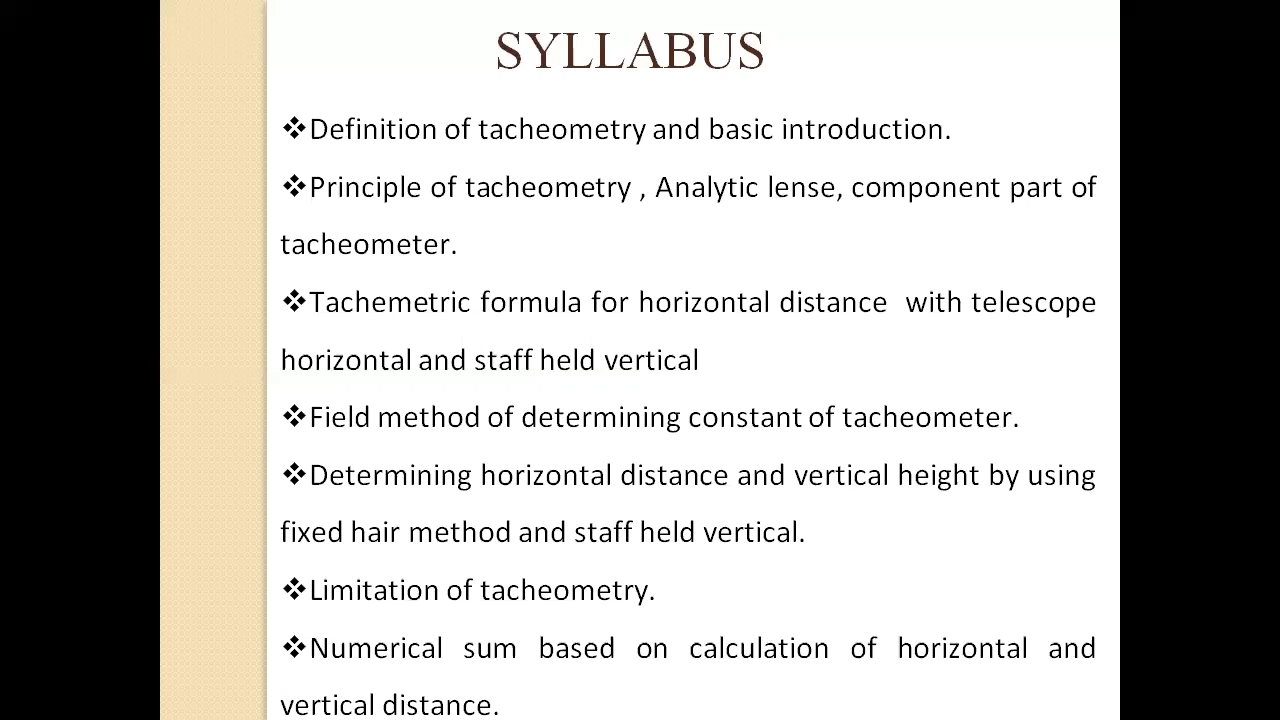 SYLLABUS
❖Definition of tacheometry and basic introduction.
❖Principle of tacheometry , Analytic lense, component part of
tacheometer.
❖Tachemetric formula for horizontal distance with telescope
horizontal and staff held vertical
❖Field method of determining constant of tacheometer.
❖Determining horizontal distance and vertical height by using
fixed hair method and staff held vertical.
❖Limitation of tacheometry.
❖Numerical sum based on calculation of horizontal and
vertical distance.